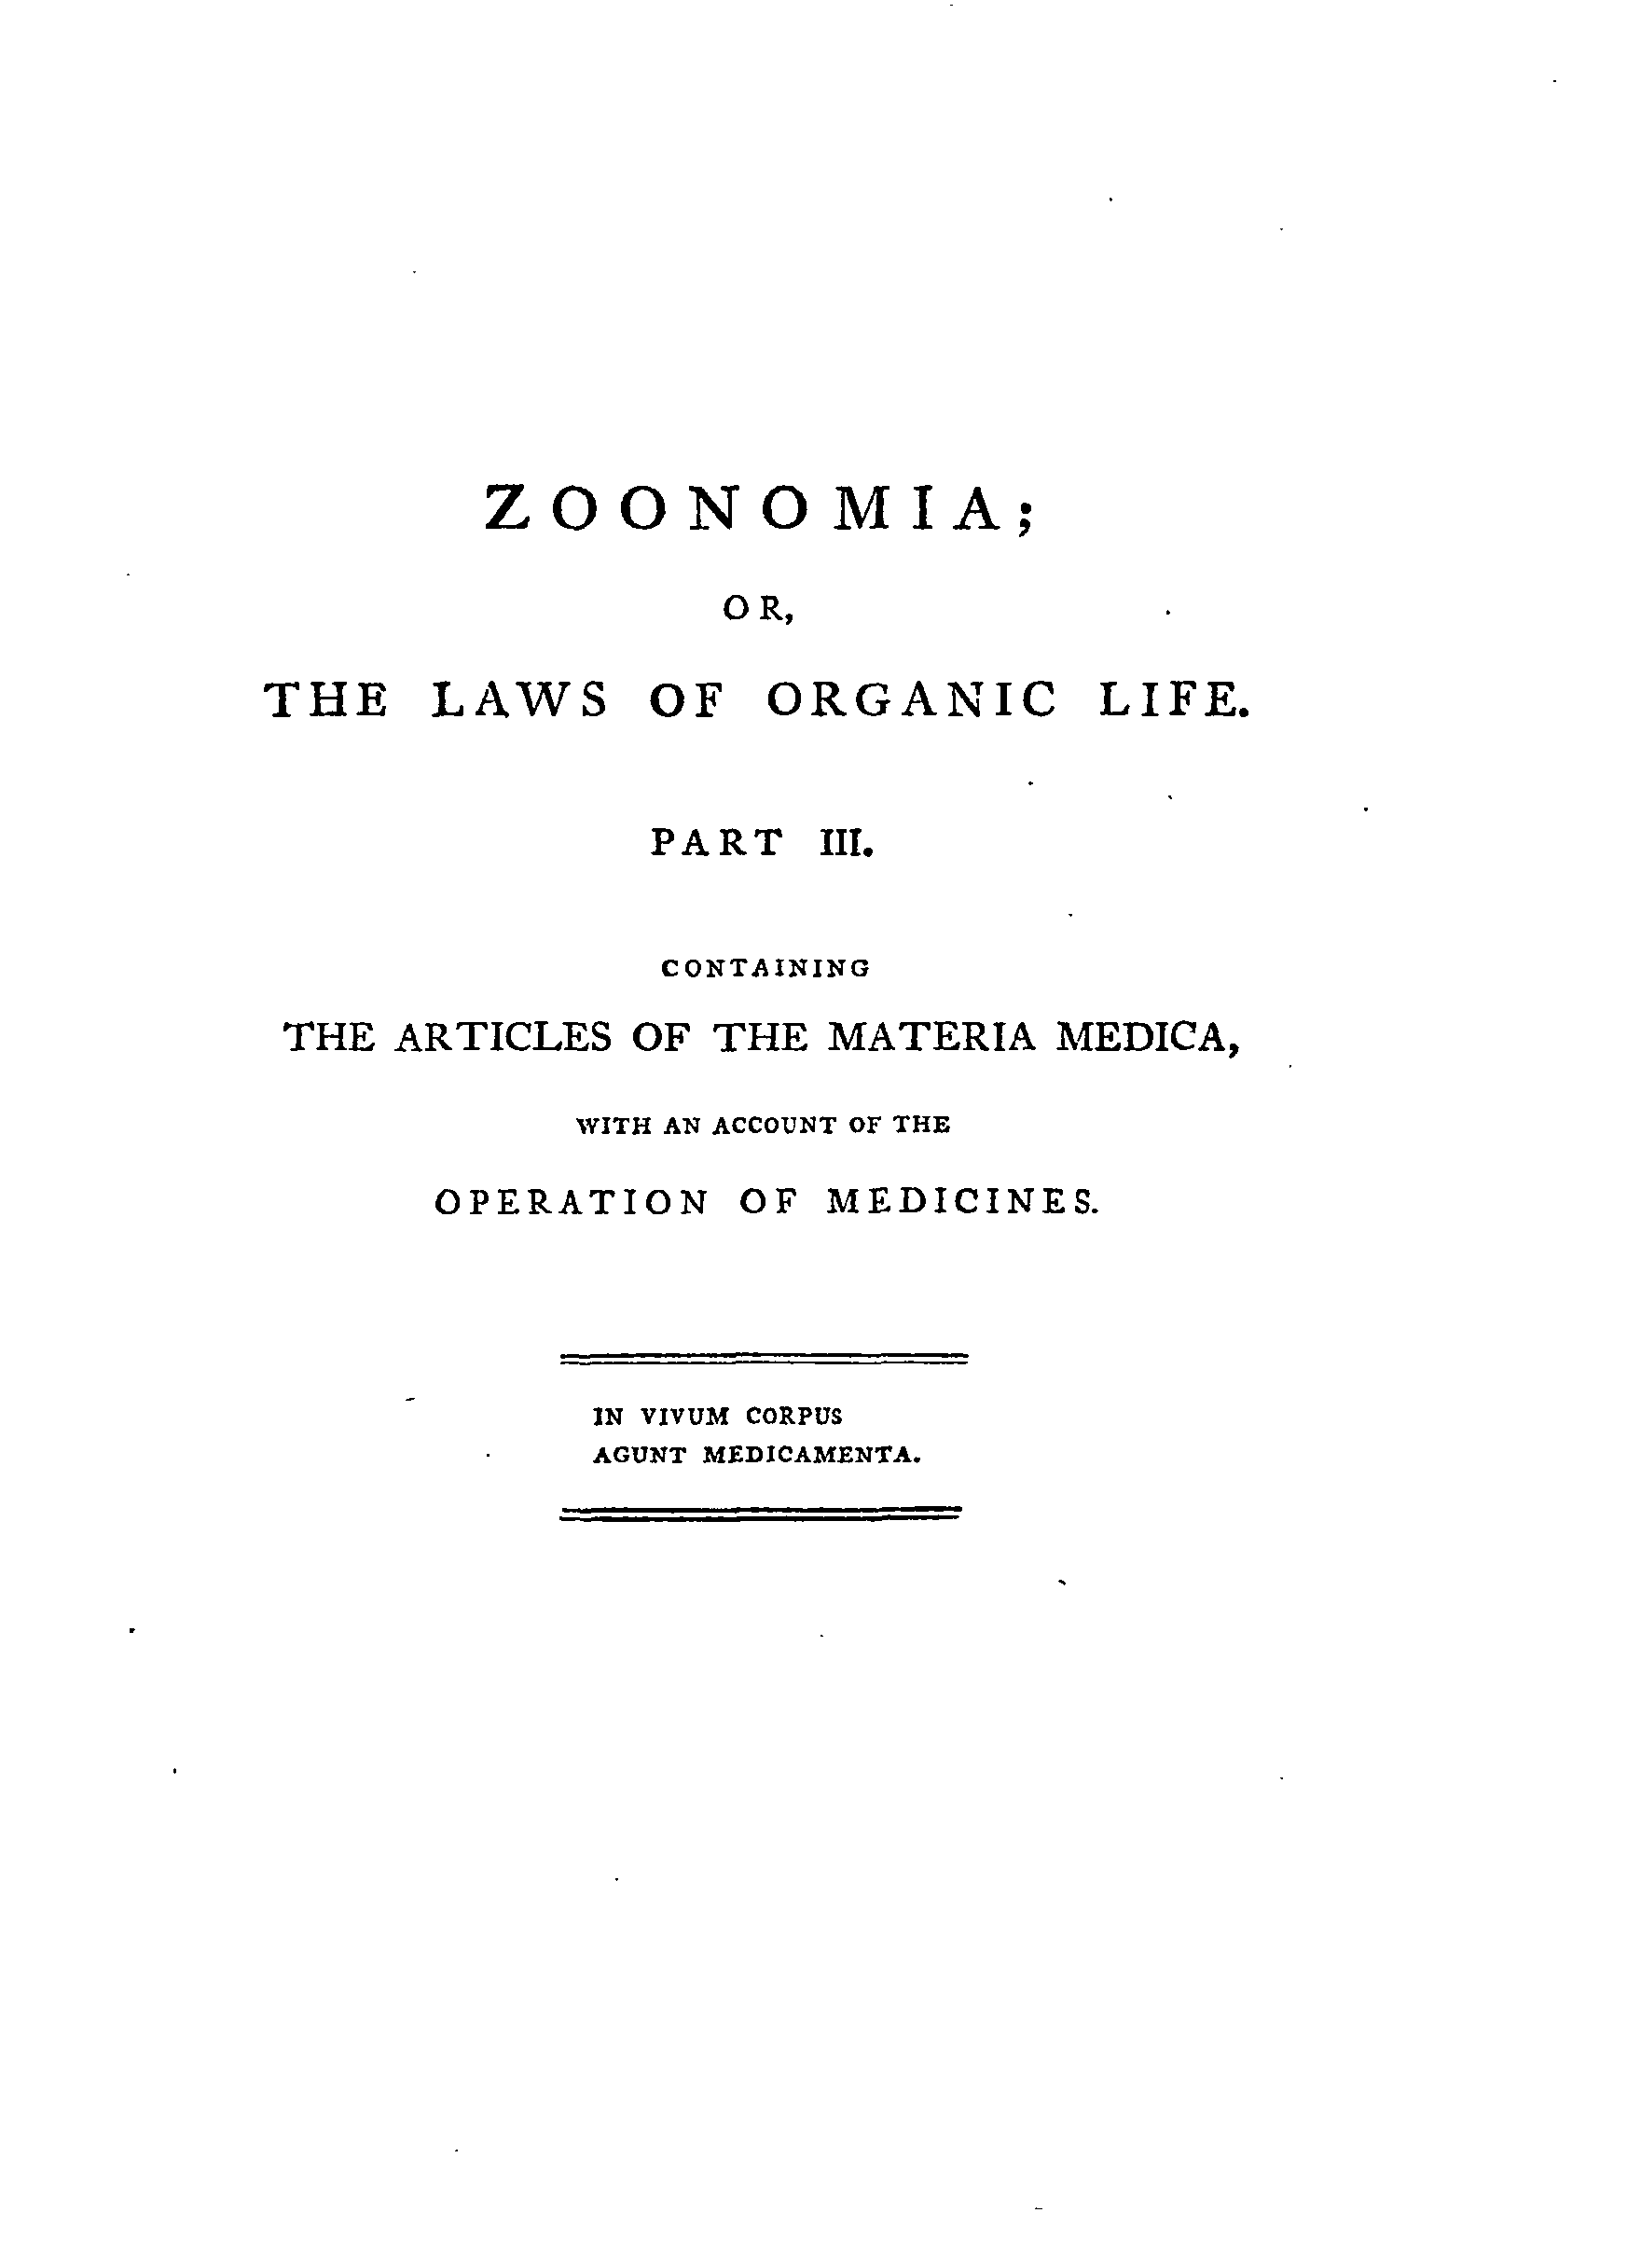 ZOONOMIA;
OR,
THE LAWS OF ORGANIC LIFE.
PART III.
CONTAINING
THE ARTICLES OF THE MATERIA MEDICA,
WITH AN ACCOUNT OF THE
OPERATION OF MEDICINES.
IN VIVUM CORPUS
AGUNT MEDICAMENTA.